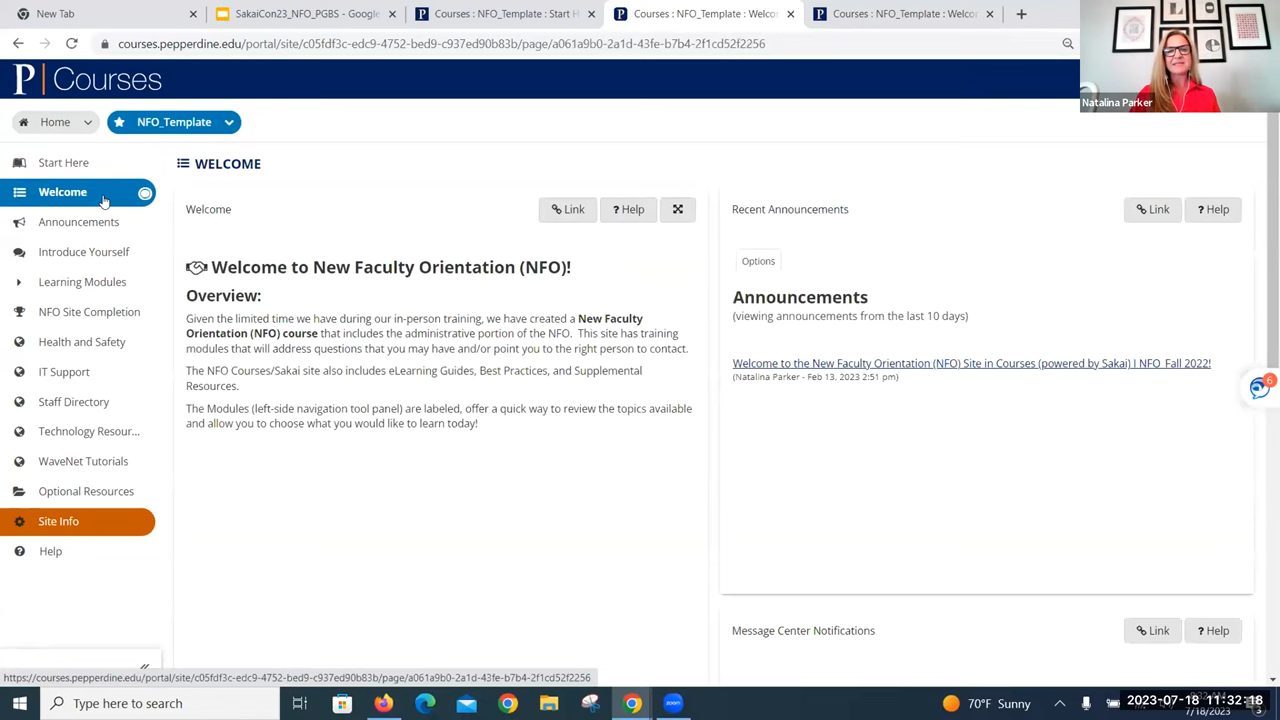 New Tab
SakaiCon23_NFO_PGBS - Google
Courses : NFO_Template : Start H
Courses : NFO_Template : Welcom
Courses : NFO_Template : Welc
courses.pepperdine.edu/portal/site/c05fdf3c-edc9-4752-bed9-c937ed90b83b/page/a061a9b0-2a1d-43fe-b7b4-2f1cd52f2256
P | Courses
Natalina Parker
Home
NFO_Template
Start Here
Welcome
Announcements
Introduce Yourself
Learning Modules
NFO Site Completion
Health and Safety
IT Support
Staff Directory
Technology Resour...
WaveNet Tutorials
Optional Resources
Site Info
Help
WELCOME
Welcome
Link
? Help
Welcome to New Faculty Orientation (NFO)!
Overview:
Given the limited time we have during our in-person training, we have created a New Faculty
Orientation (NFO) course that includes the administrative portion of the NFO. This site has training
modules that will address questions that you may have and/or point you to the right person to contact.
The NFO Courses/Sakai site also includes eLearning Guides, Best Practices, and Supplemental
Resources.
The Modules (left-side navigation tool panel) are labeled, offer a quick way to review the topics available
and allow you to choose what you would like to learn today!
Recent Announcements
Link
? Help
Options
Announcements
(viewing announcements from the last 10 days)
Welcome to the New Faculty Orientation (NFO) Site in Courses (powered by Sakai) | NFO Fall 2022!
(Natalina Parker - Feb 13, 2023 2:51 pm)
6
Message Center Notifications
Link
? Help
https://courses.pepperdine.edu/portal/site/c05fdf3c-edc9-4752-bed9-c937ed90b83b/page/a061a9b0-2a1d-43fe-b7b4-2f1cd52f2256
Type here to search
zoom
70°F Sunny
2023-07-18 11:32:18
7/18/2023